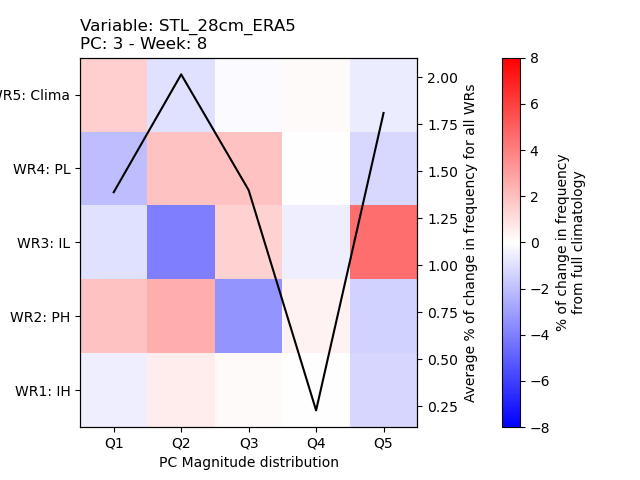 Variable: STL_28cm_ERA5
PC: 3 - Week: 8
WR5: Clima
WR4: PL
WR3: IL
WR2: PH
WR1: IH
Q1 Q2 Q3 Q4 Q5
PC Magnitude distribution
2.00
1.75
1.50
1.25
1.00
0.75
0.50
0.25
Average % of change in frequency for all WRs
8
6
4
2
0
−2
−4
−6
−8
% of change in frequency
from full climatology